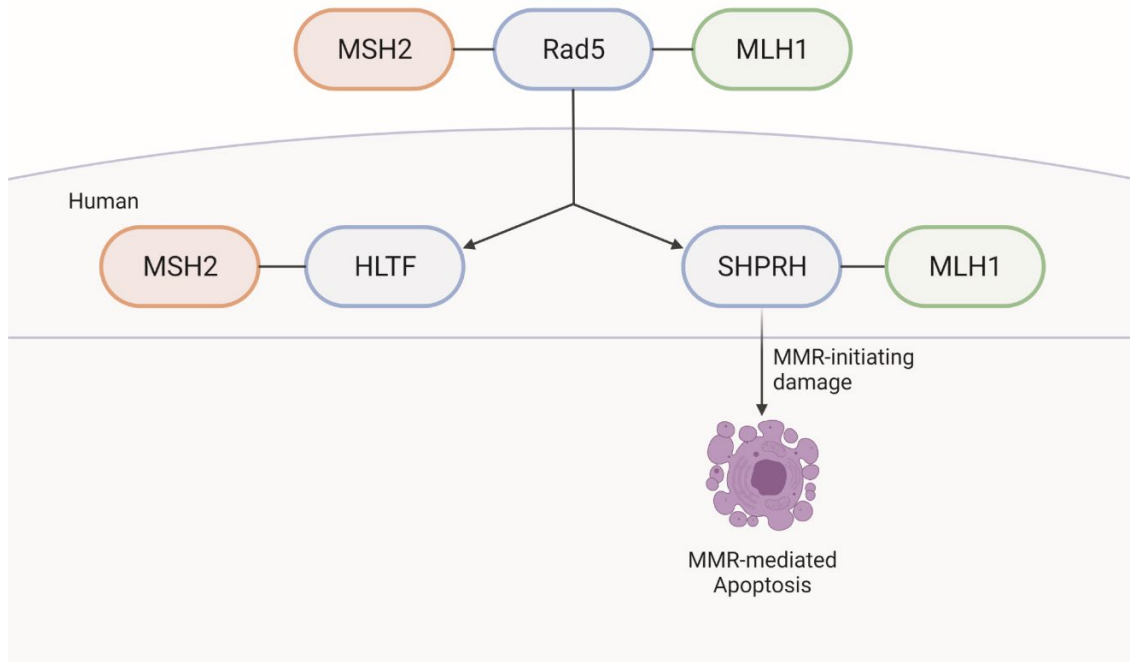 MSH2 Rad5 MLH1
Human
MSH2 HLTF SHPRH MLH1
MMR-initiating
damage
MMR-mediated
Apoptosis